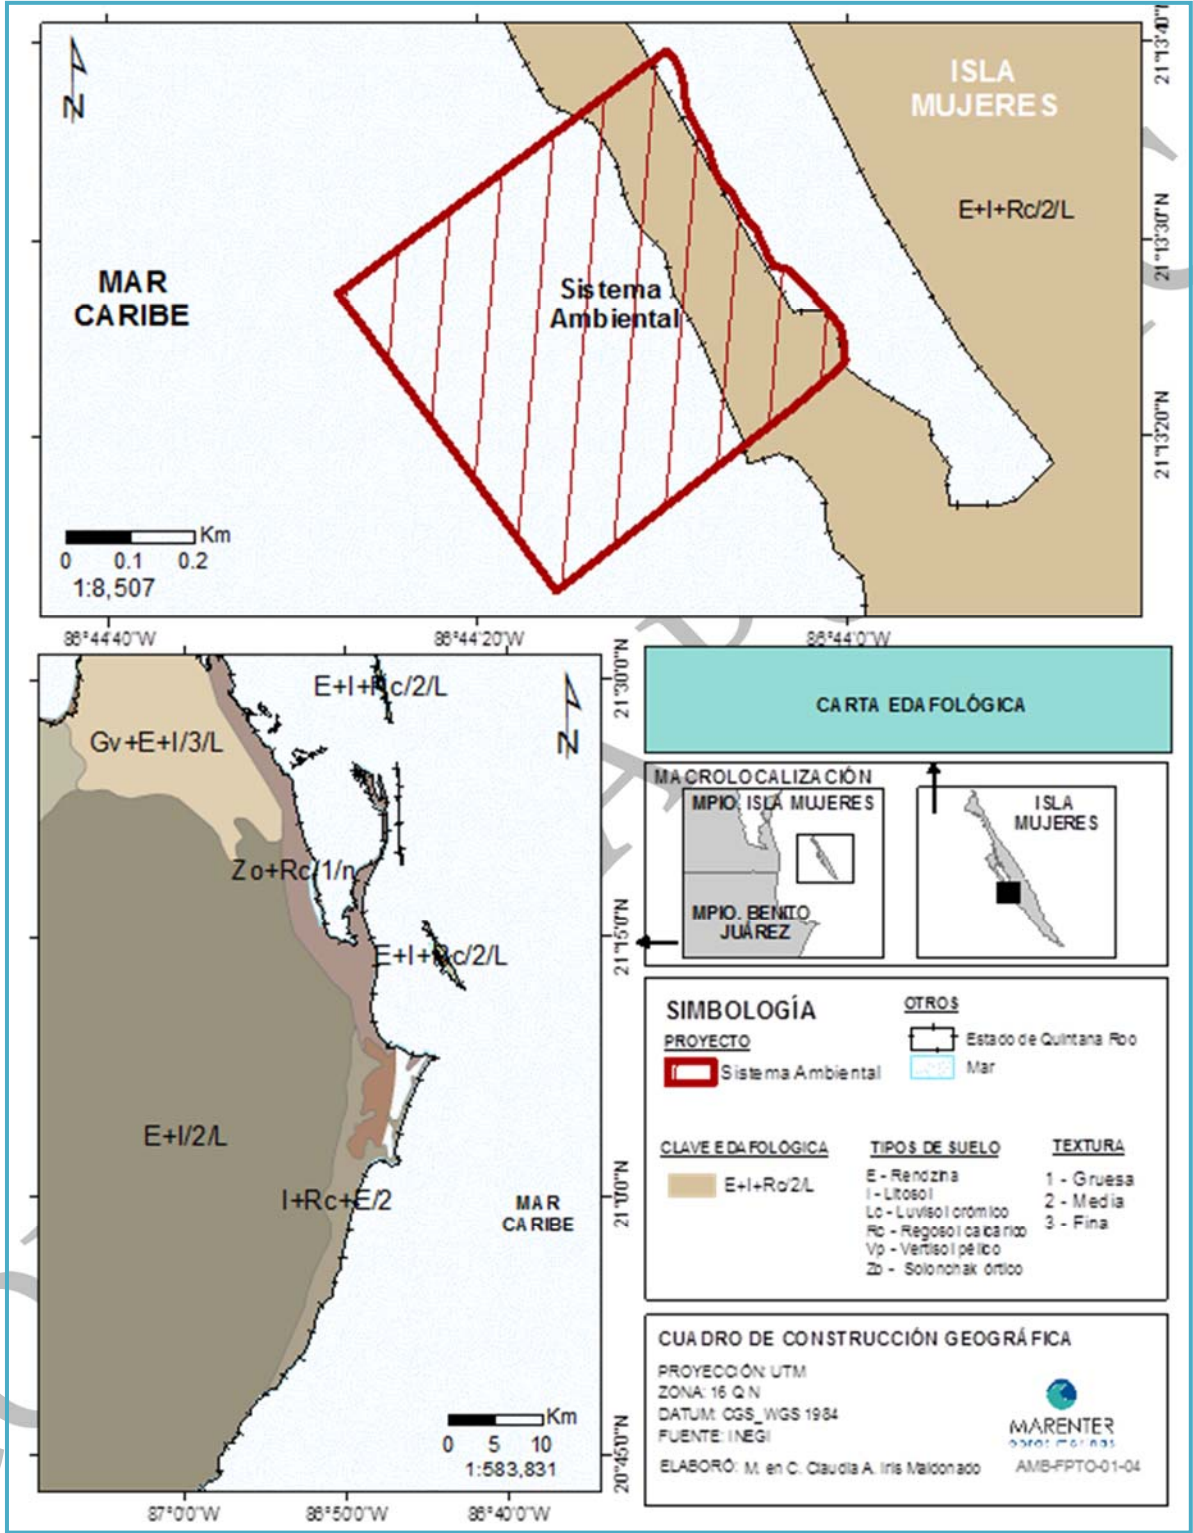 ISLA
MUJERES
E+I+Rc/2/L
MAR
CARIBE
Sistema
Ambiental
N
Km
0 0.1 0.2
1:8,507
21°13'40"N
21°13'30"N
21°13'20"N
86°44'40"W 86°44'20"W 86°44'0"W
E+I+Rc/2/L
Gv+E+I/3/L
N
Zo+Rc/1/n
E+I+Rc/2/L
E+I/2/L
I+Rc+E/2
MAR
CARIBE
Km
0 5 10
1:583,831
21°30'0"N
21°15'0"N
21°0'0"N
20°45'0"N
87°0'0"W 86°50'0"W 86°40'0"W
CARTA EDAFOLÓGICA
MACROLOCALIZACIÓN
MPIO. ISLA MUJERES
MPIO. BENITO
JUÁREZ
ISLA
MUJERES
SIMBOLOGÍA
PROYECTO
Sistema Ambiental
OTROS
Estado de Quintana Roo
Mar
CLAVE EDAFOLÓGICA
E+I+Rc/2/L
TIPOS DE SUELO
E - Rendzina
I - Litosol
Lc - Luvisol crómico
Rc - Regosol calcárico
Vp - Vertisol pélico
Zo - Solonchak órtico
TEXTURA
1 - Gruesa
2 - Media
3 - Fina
CUADRO DE CONSTRUCCIÓN GEOGRÁFICA
PROYECCIÓN: UTM
ZONA: 16 Q N
DATUM: CGS_WGS 1984
FUENTE: INEGI
ELABORÓ: M. en C. Claudia A. Iris Maldonado
MARENTER
obras marinas
AMB-FPTO-01-04